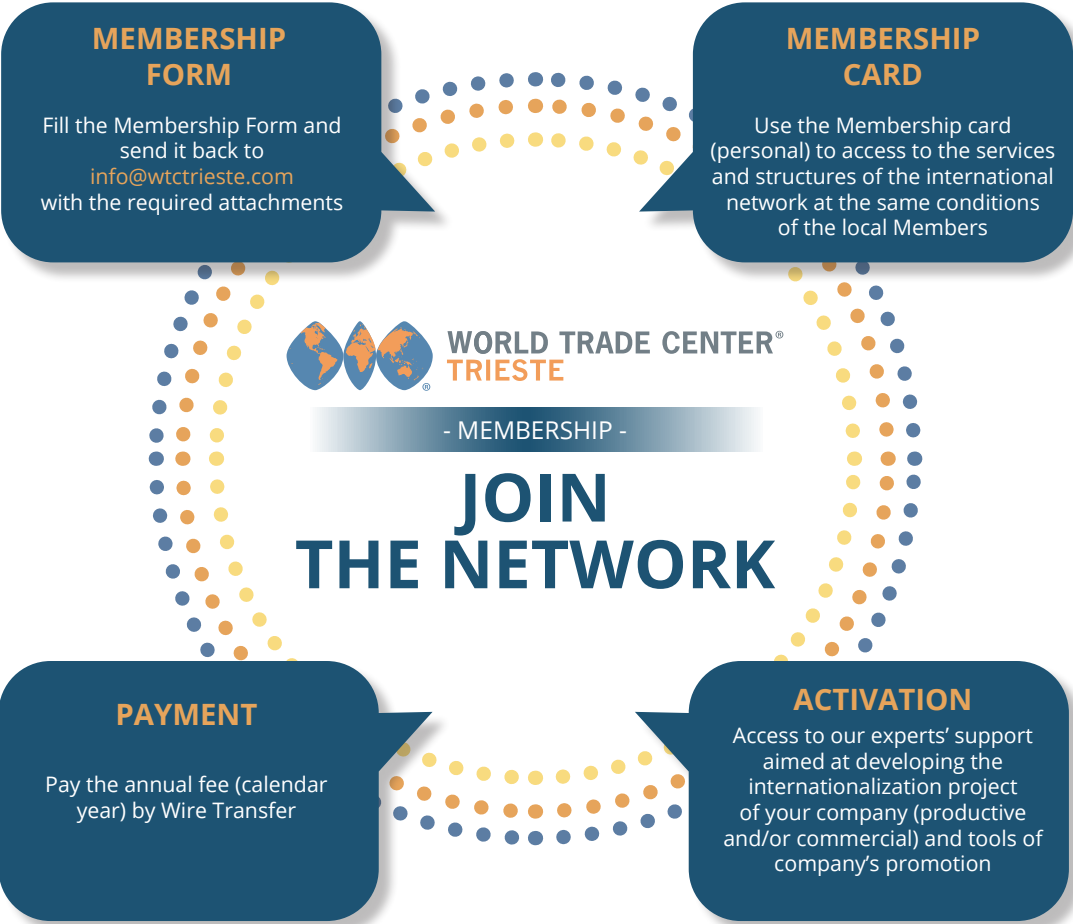 MEMBERSHIP
FORM
Fill the Membership Form and
send it back to
info@wtctrieste.com
with the required attachments
MEMBERSHIP
CARD
Use the Membership card
(personal) to access to the services
and structures of the international
network at the same conditions
of the local Members
WORLD TRADE CENTER®
TRIESTE
®
- MEMBERSHIP -
JOIN
THE NETWORK
PAYMENT
Pay the annual fee (calendar
year) by Wire Transfer
ACTIVATION
Access to our experts’ support
aimed at developing the
internationalization project
of your company (productive
and/or commercial) and tools of
company’s promotion